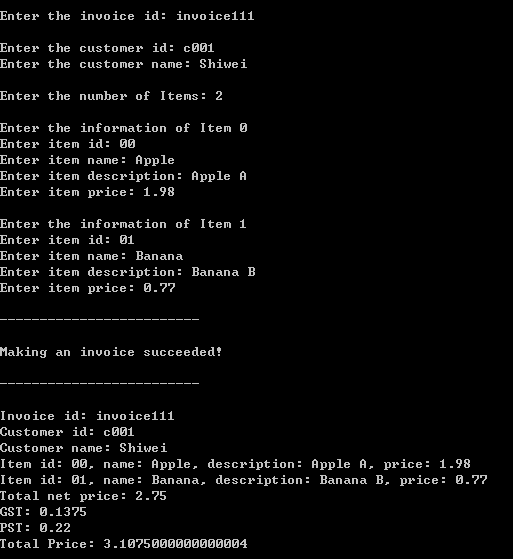 Enter the invoice id: invoice111
Enter the customer id: c001
Enter the customer name: Shiwei
Enter the number of Items: 2
Enter the information of Item 0
Enter item id: 00
Enter item name: Apple
Enter item description: Apple A
Enter item price: 1.98
Enter the information of Item 1
Enter item id: 01
Enter item name: Banana
Enter item description: Banana B
Enter item price: 0.77
-------------------------
Making an invoice succeeded!
-------------------------
Invoice id: invoice111
Customer id: c001
Customer name: Shiwei
Item id: 00, name: Apple, description: Apple A, price: 1.98
Item id: 01, name: Banana, description: Banana B, price: 0.77
Total net price: 2.75
GST: 0.1375
PST: 0.22
Total Price: 3.1075000000000004